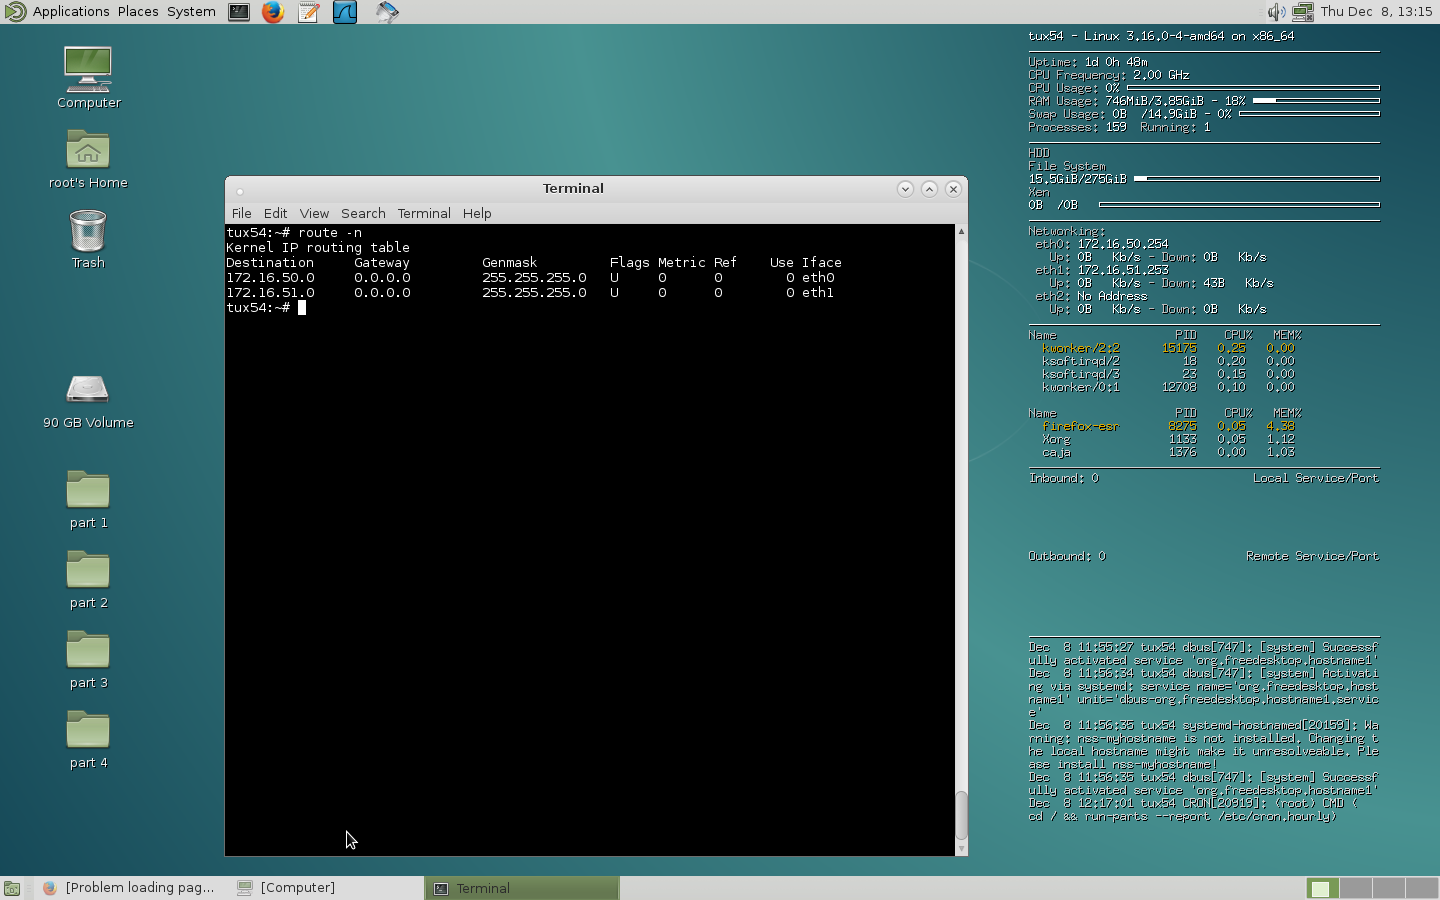 Applications Places System
Thu Dec 8, 13:15
Computer
root's Home
Trash
90 GB Volume
part 1
part 2
part 3
part 4
Terminal
File Edit View Search Terminal Help
tux54:~# route -n
Kernel IP routing table
Destination Gateway Genmask Flags Metric Ref Use Iface
172.16.50.0 0.0.0.0 255.255.255.0 U 0 0 0 eth0
172.16.51.0 0.0.0.0 255.255.255.0 U 0 0 0 eth1
tux54:~#
tux54 - Linux 3.16.0-4-amd64 on x86_64
Uptime: 1d 0h 48m
CPU Frequency: 2.00 GHz
CPU Usage: 0%
RAM Usage: 746MiB/3.85GiB - 18%
Swap Usage: 0B /14.9GiB - 0%
Processes: 159 Running: 1
HDD
File System
15.5GiB/275GiB
Xen
0B /0B
Networking:
eth0: 172.16.50.254
Up: 0B Kb/s - Down: 0B Kb/s
eth1: 172.16.51.253
Up: 0B Kb/s - Down: 43B Kb/s
eth2: No Address
Up: 0B Kb/s - Down: 0B Kb/s
Name PID CPU% MEM%
kworker/2:2 15175 0.25 0.00
ksoftirqd/2 18 0.20 0.00
ksoftirqd/3 23 0.15 0.00
kworker/0:1 12708 0.10 0.00
Name PID CPU% MEM%
firefox-esr 8275 0.05 4.38
Xorg 1133 0.05 1.12
caja 1376 0.00 1.03
Inbound: 0 Local Service/Port
Outbound: 0 Remote Service/Port
Dec 8 11:55:27 tux54 dbus[747]: [system] Successf
ully activated service 'org.freedesktop.hostname1'
Dec 8 11:56:34 tux54 dbus[747]: [system] Activati
ng via systemd: service name='org.freedesktop.host
name1' unit='dbus-org.freedesktop.hostname1.servic
e'
Dec 8 11:56:35 tux54 systemd-hostnamed[20159]: Wa
rning: nss-myhostname is not installed. Changing t
he local hostname might make it unresolveable. Ple
ase install nss-myhostname!
Dec 8 11:56:35 tux54 dbus[747]: [system] Successf
ully activated service 'org.freedesktop.hostname1'
Dec 8 12:17:01 tux54 CRON[20919]: (root) CMD (
cd / && run-parts --report /etc/cron.hourly)
[Problem loading pag... [Computer] Terminal